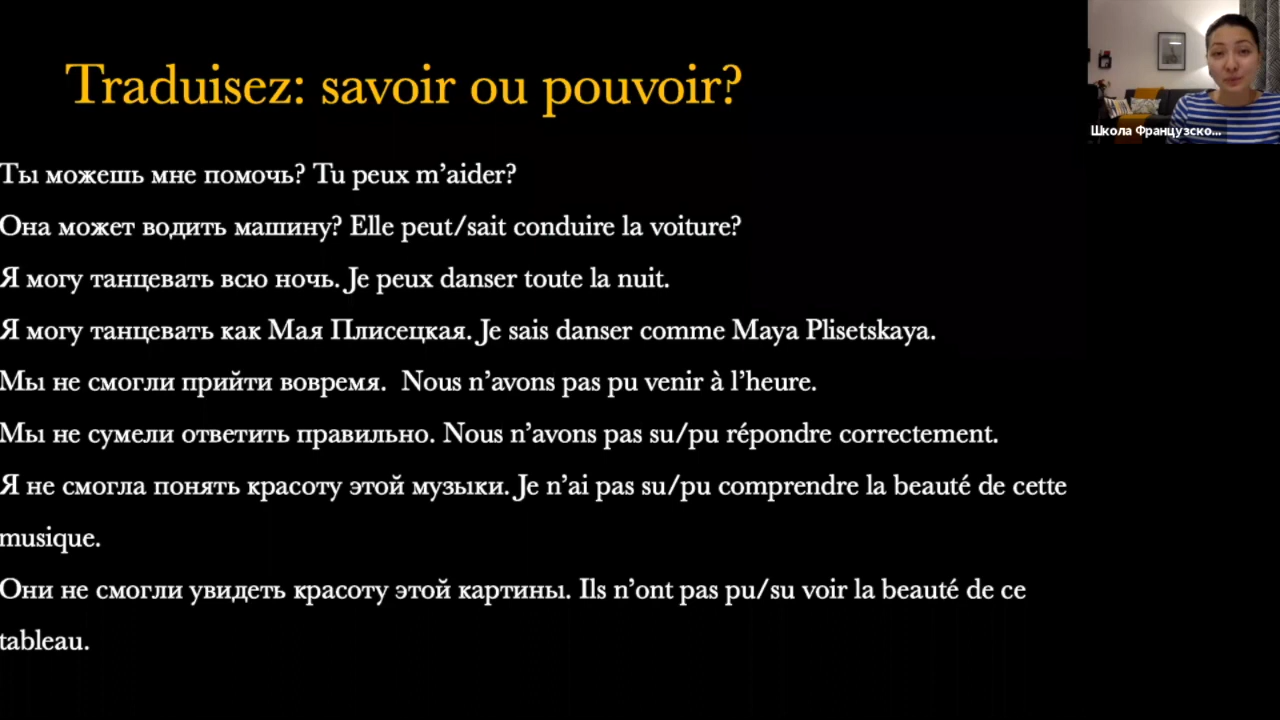 Traduisez: savoir ou pouvoir?
Школа Французско...
Ты можешь мне помочь? Tu peux m’aider?
Она может водить машину? Elle peut/sait conduire la voiture?
Я могу танцевать всю ночь. Je peux danser toute la nuit.
Я могу танцевать как Мая Плисецкая. Je sais danser comme Maya Plisetskaya.
Мы не смогли прийти вовремя.  Nous n’avons pas pu venir à l’heure.
Мы не сумели ответить правильно. Nous n’avons pas su/pu répondre correctement.
Я не смогла понять красоту этой музыки. Je n’ai pas su/pu comprendre la beauté de cette
musique.
Они не смогли увидеть красоту этой картины. Ils n’ont pas pu/su voir la beauté de ce
tableau.